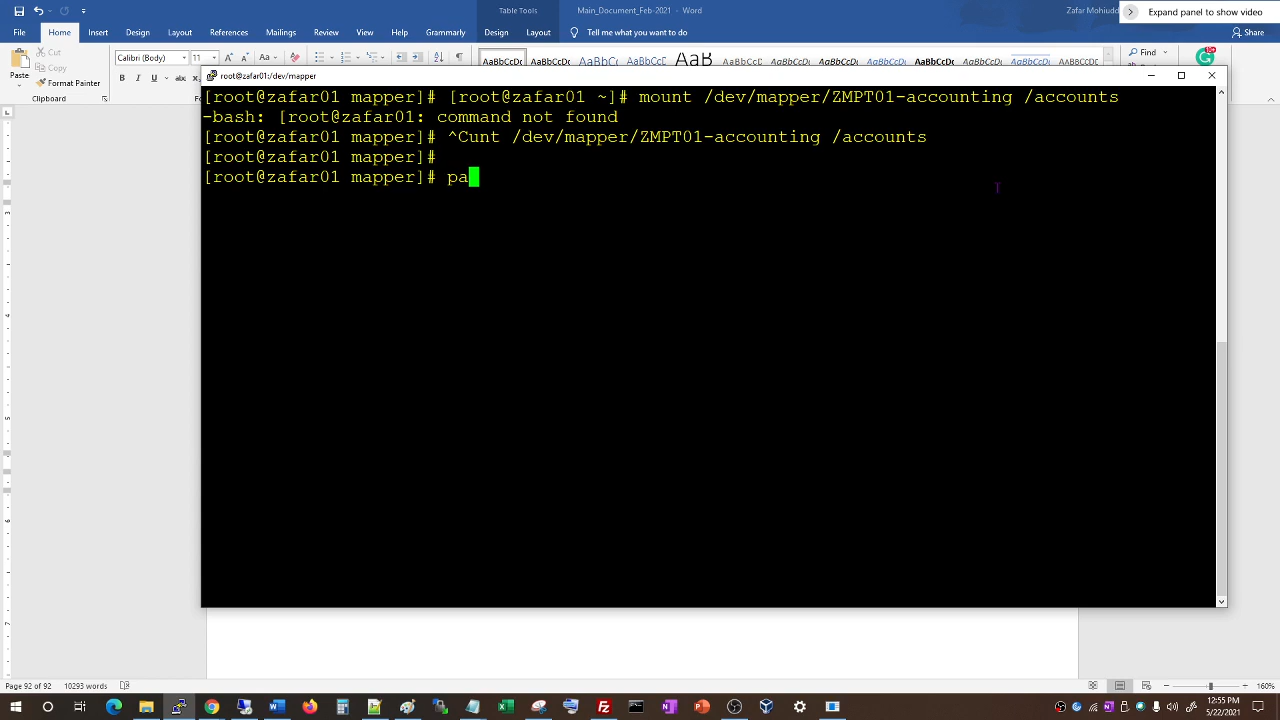 Table Tools
Main_Document_Feb-2021 - Word
Zafar Mohiudd
Expand panel to show video
File Home Insert Design Layout References Mailings Review View Help Grammarly Design Layout Tell me what you want to do Share
Cut
Copy
Format Painter
Paste
Clipboard
Calibri (Body) 11
AaBbCcDc AaBbCcDc
Find
root@zafar01:/dev/mapper
[root@zafar01 mapper]# [root@zafar01 ~]# mount /dev/mapper/ZMPT01-accounting /accounts
-bash: [root@zafar01: command not found
[root@zafar01 mapper]# ^Cunt /dev/mapper/ZMPT01-accounting /accounts
[root@zafar01 mapper]#
[root@zafar01 mapper]# pa
Page 92 of 92 10293 words
160%
12:55 PM
5/22/2021